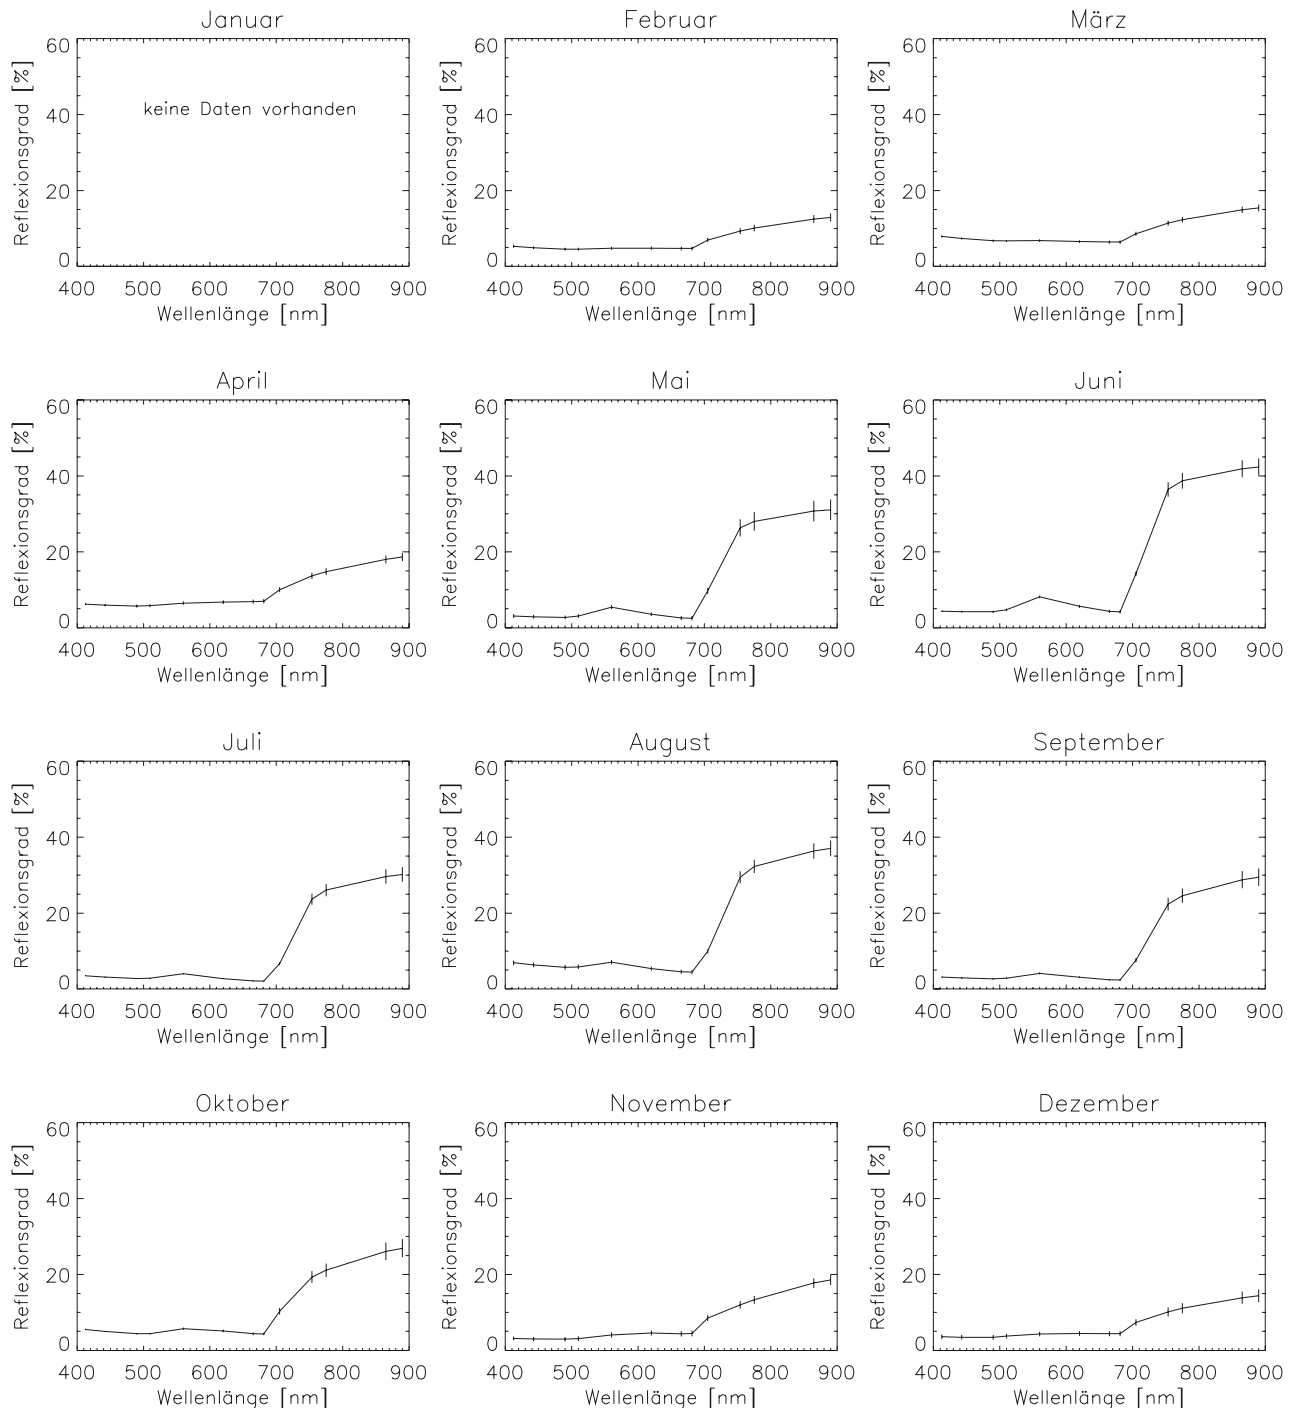 Januar
60
40
20
0
Reflexionsgrad [%]
keine Daten vorhanden
400 500 600 700 800 900
Wellenlänge [nm]
Februar
60
40
20
0
Reflexionsgrad [%]
400 500 600 700 800 900
Wellenlänge [nm]
März
60
40
20
0
Reflexionsgrad [%]
400 500 600 700 800 900
Wellenlänge [nm]
April
60
40
20
0
Reflexionsgrad [%]
400 500 600 700 800 900
Wellenlänge [nm]
Mai
60
40
20
0
Reflexionsgrad [%]
400 500 600 700 800 900
Wellenlänge [nm]
Juni
60
40
20
0
Reflexionsgrad [%]
400 500 600 700 800 900
Wellenlänge [nm]
Juli
60
40
20
0
Reflexionsgrad [%]
400 500 600 700 800 900
Wellenlänge [nm]
August
60
40
20
0
Reflexionsgrad [%]
400 500 600 700 800 900
Wellenlänge [nm]
September
60
40
20
0
Reflexionsgrad [%]
400 500 600 700 800 900
Wellenlänge [nm]
Oktober
60
40
20
0
Reflexionsgrad [%]
400 500 600 700 800 900
Wellenlänge [nm]
November
60
40
20
0
Reflexionsgrad [%]
400 500 600 700 800 900
Wellenlänge [nm]
Dezember
60
40
20
0
Reflexionsgrad [%]
400 500 600 700 800 900
Wellenlänge [nm]